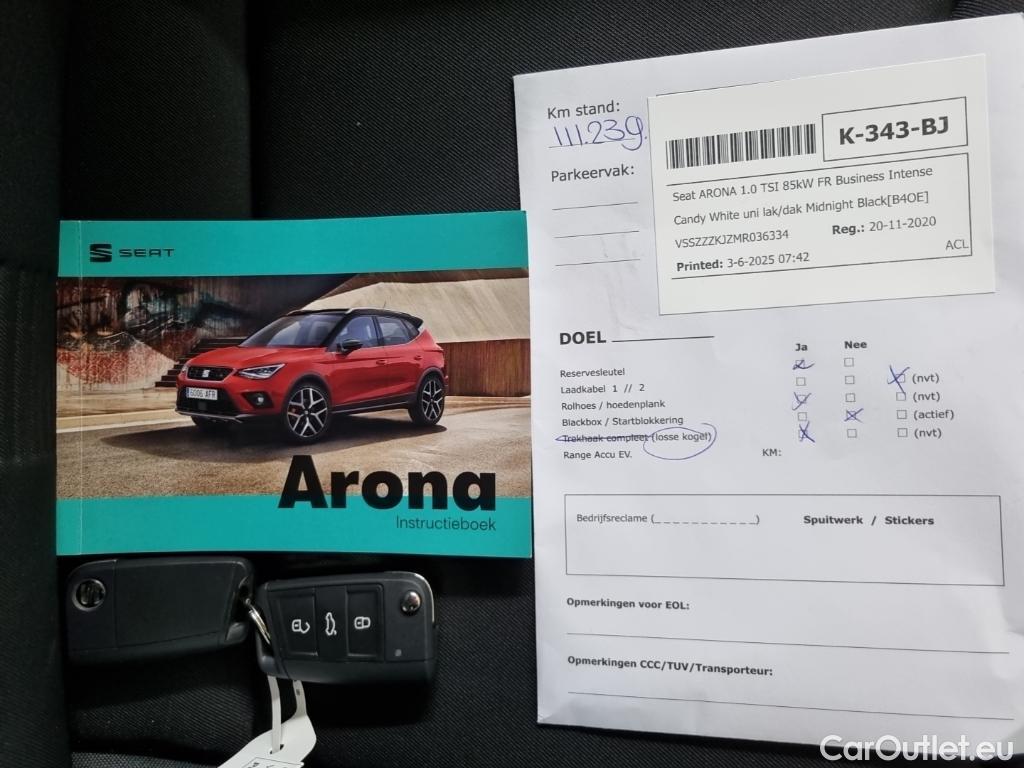 SEAT
6006 AFR
Arona
Instructieboek
Km stand:
111.239.
Parkeervak:
K-343-BJ
Seat ARONA 1.0 TSI 85kW FR Business Intense
Candy White uni lak/dak Midnight Black[B4OE]
VSSZZZKJZMR036334 Reg.: 20-11-2020
Printed: 3-6-2025 07:42 ACL
DOEL
Ja Nee
Reservesleutel
Laadkabel 1 // 2 (nvt)
Rolhoes / hoedenplank (nvt)
Blackbox / Startblokkering (actief)
Trekhaak compleet (losse kogel) (nvt)
Range Accu EV. KM:
Bedrijfsreclame (_ _ _ _ _ _ _ _ _ _ _) Spuitwerk / Stickers
Opmerkingen voor EOL:
Opmerkingen CCC/TUV/Transporteur:
CarOutlet.eu